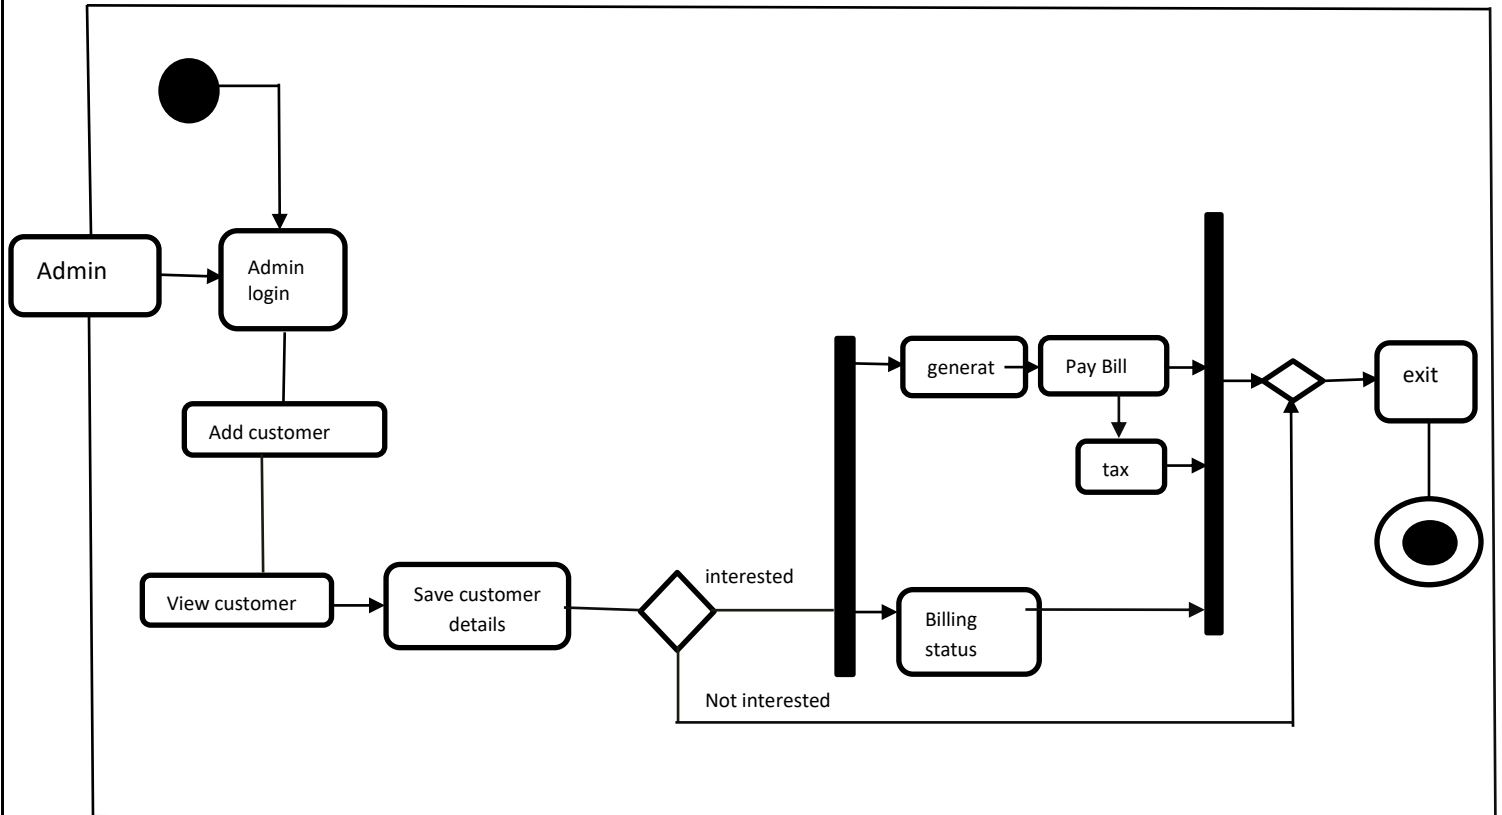 Admin
Admin
login
Add customer
View customer
Save customer
details
interested
Not interested
generat
Pay Bill
tax
Billing
status
exit